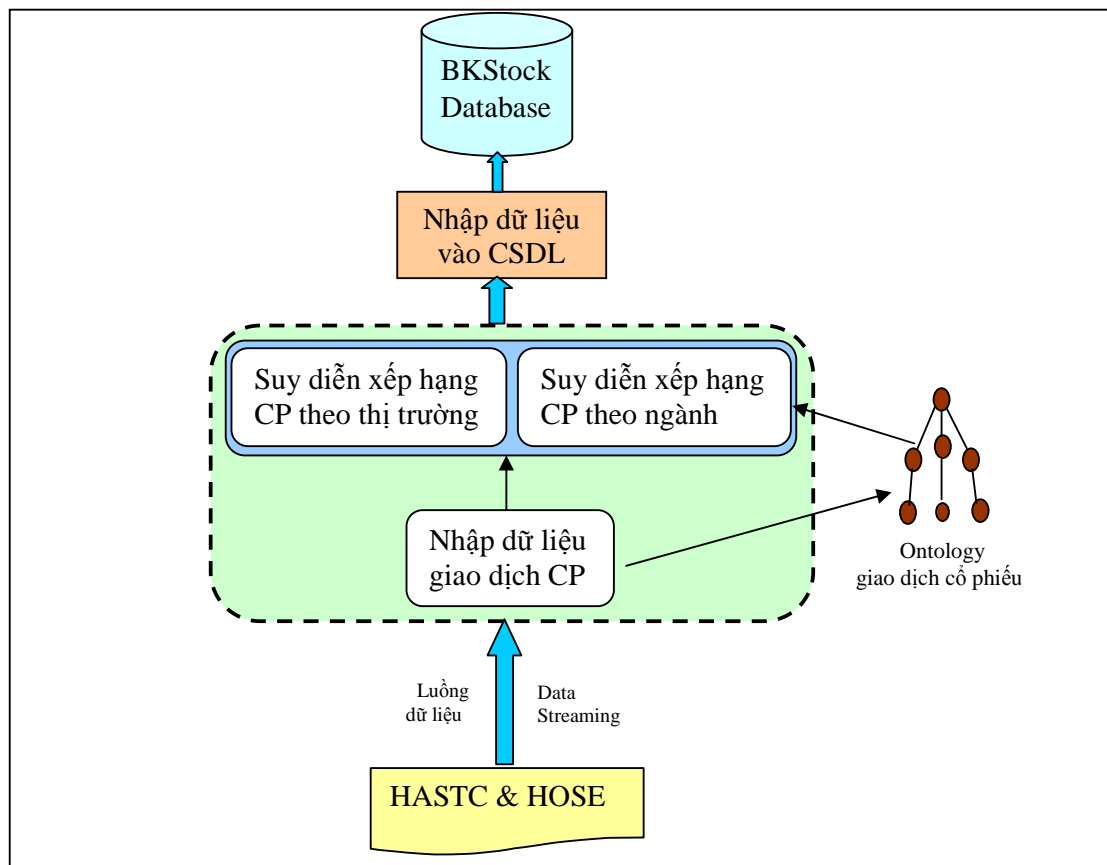 BKStock
Database
Nhập dữ liệu
vào CSDL
Suy diễn xếp hạng
CP theo thị trường
Suy diễn xếp hạng
CP theo ngành
Nhập dữ liệu
giao dịch CP
Ontology
giao dịch cổ phiếu
Luồng
dữ liệu
Data
Streaming
HASTC & HOSE